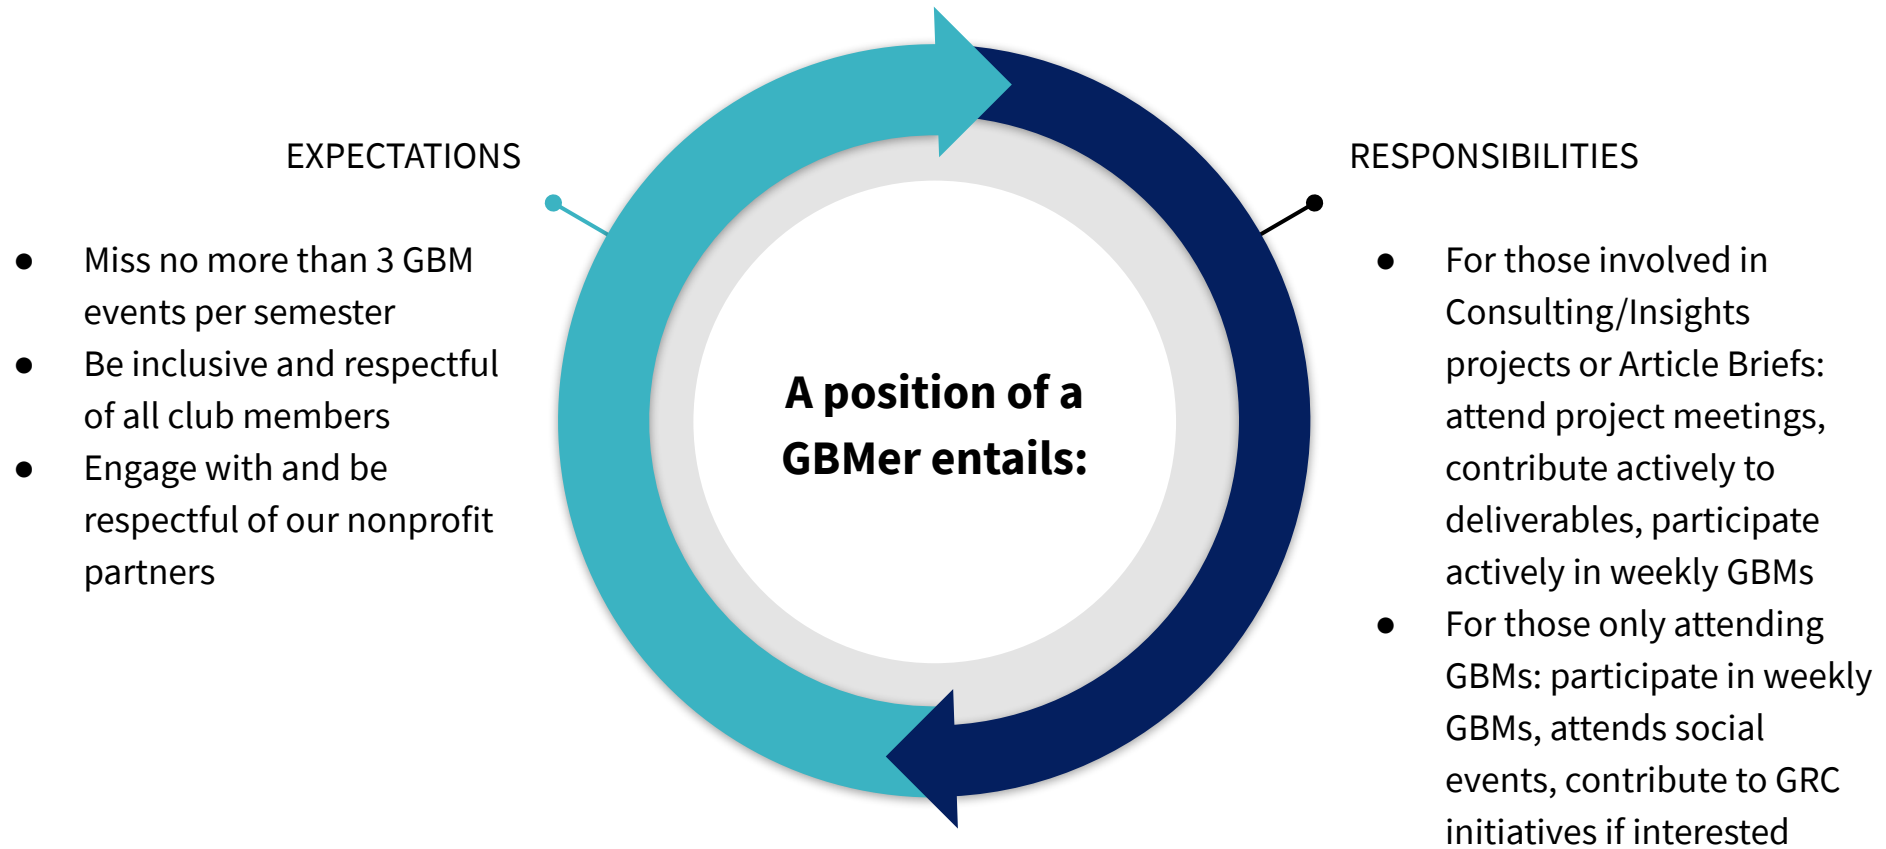 EXPECTATIONS
● Miss no more than 3 GBM
events per semester
● Be inclusive and respectful
of all club members
● Engage with and be
respectful of our nonprofit
partners
A position of a
GBMer entails:
RESPONSIBILITIES
● For those involved in
Consulting/Insights
projects or Article Briefs:
attend project meetings,
contribute actively to
deliverables, participate
actively in weekly GBMs
● For those only attending
GBMs: participate in weekly
GBMs, attends social
events, contribute to GRC
initiatives if interested